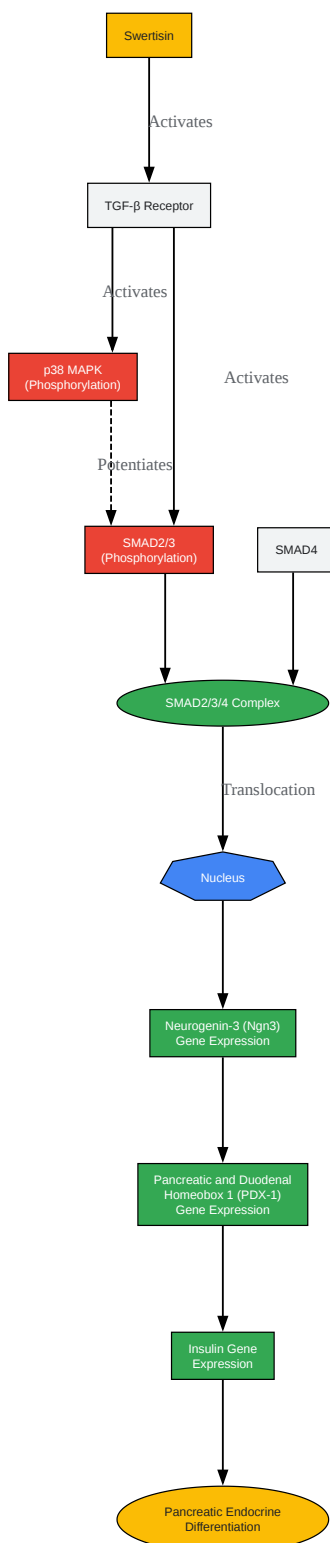 Swertisin
Activates
TGF-β Receptor
Activates
p38 MAPK
(Phosphorylation)
Activates
Potentiates
SMAD2/3
(Phosphorylation)
SMAD4
SMAD2/3/4 Complex
Translocation
Nucleus
Neurogenin-3 (Ngn3)
Gene Expression
Pancreatic and Duodenal
Homeobox 1 (PDX-1)
Gene Expression
Insulin Gene
Expression
Pancreatic Endocrine
Differentiation